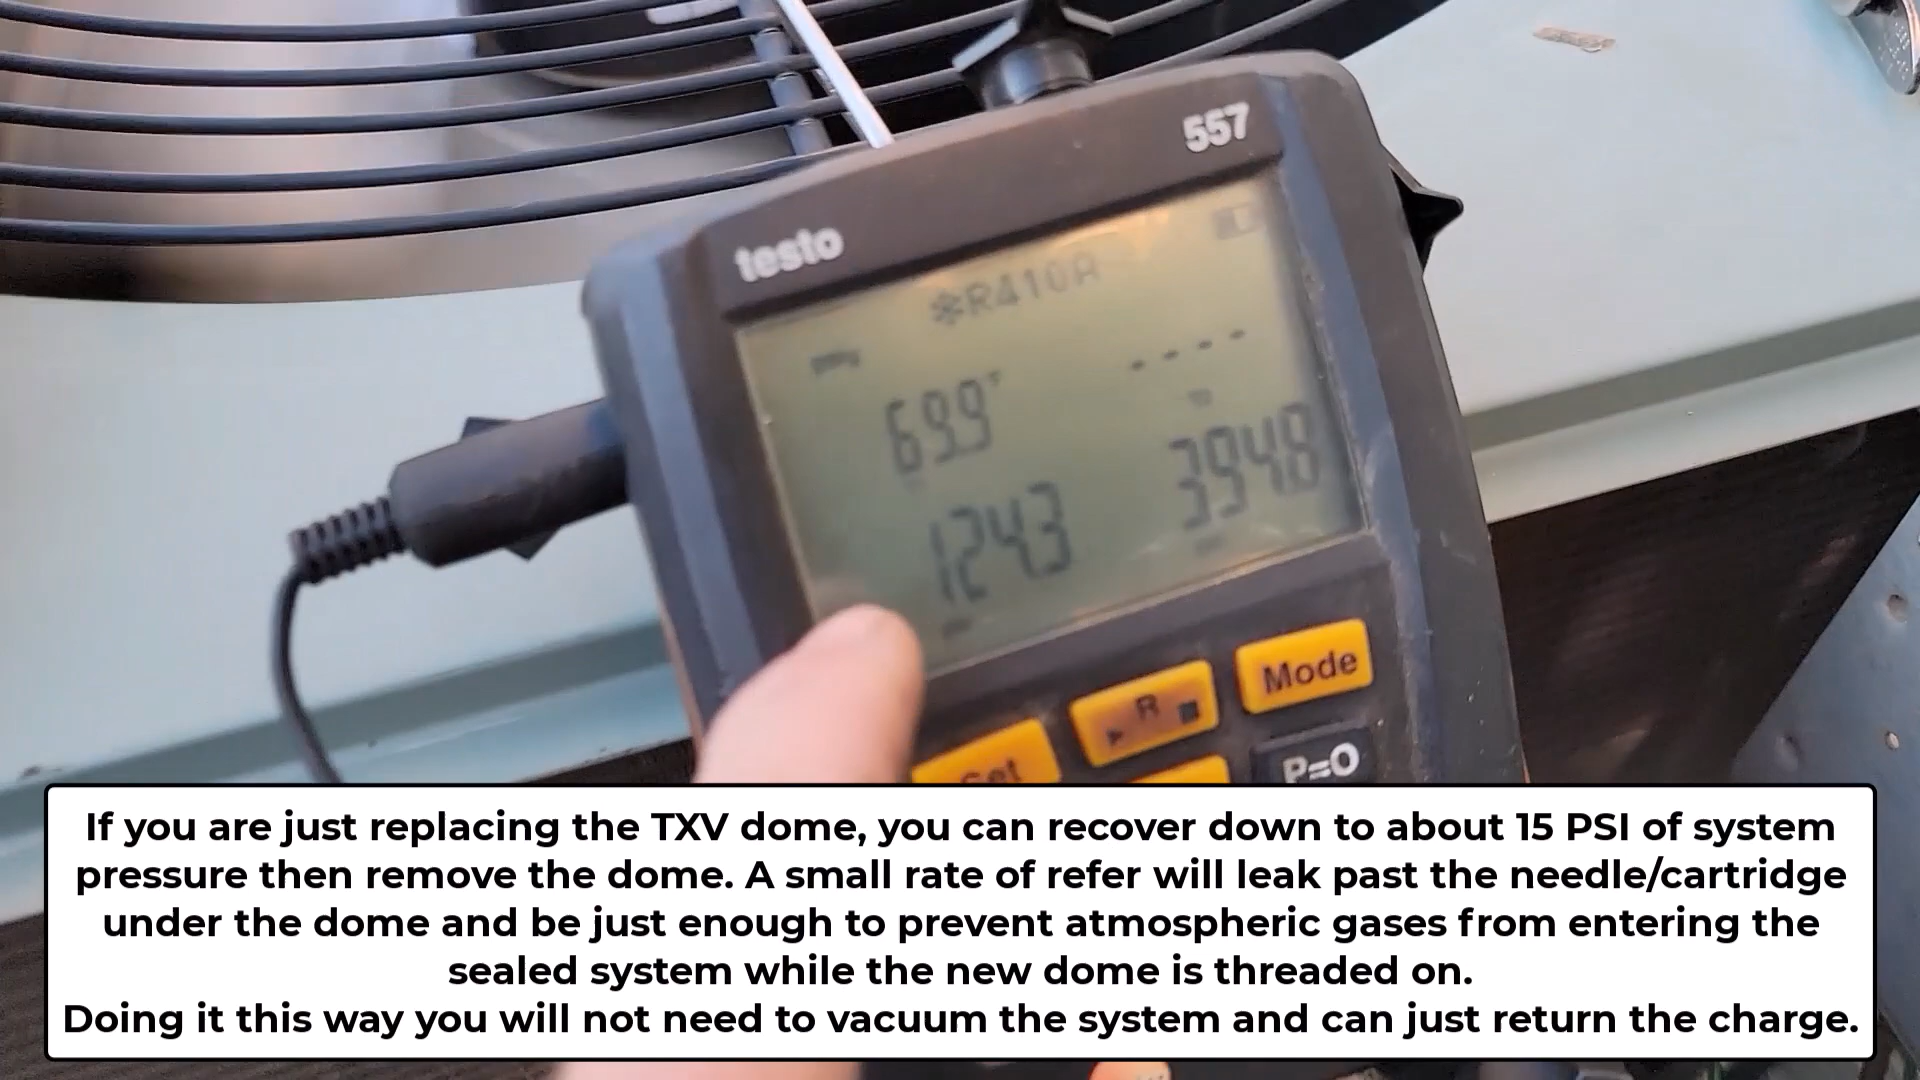 557
testo
R410A
69.9
- - - -
124.3
394.8
Mode
R
Set
P=0
If you are just replacing the TXV dome, you can recover down to about 15 PSI of system
pressure then remove the dome. A small rate of refer will leak past the needle/cartridge
under the dome and be just enough to prevent atmospheric gases from entering the
sealed system while the new dome is threaded on.
Doing it this way you will not need to vacuum the system and can just return the charge.